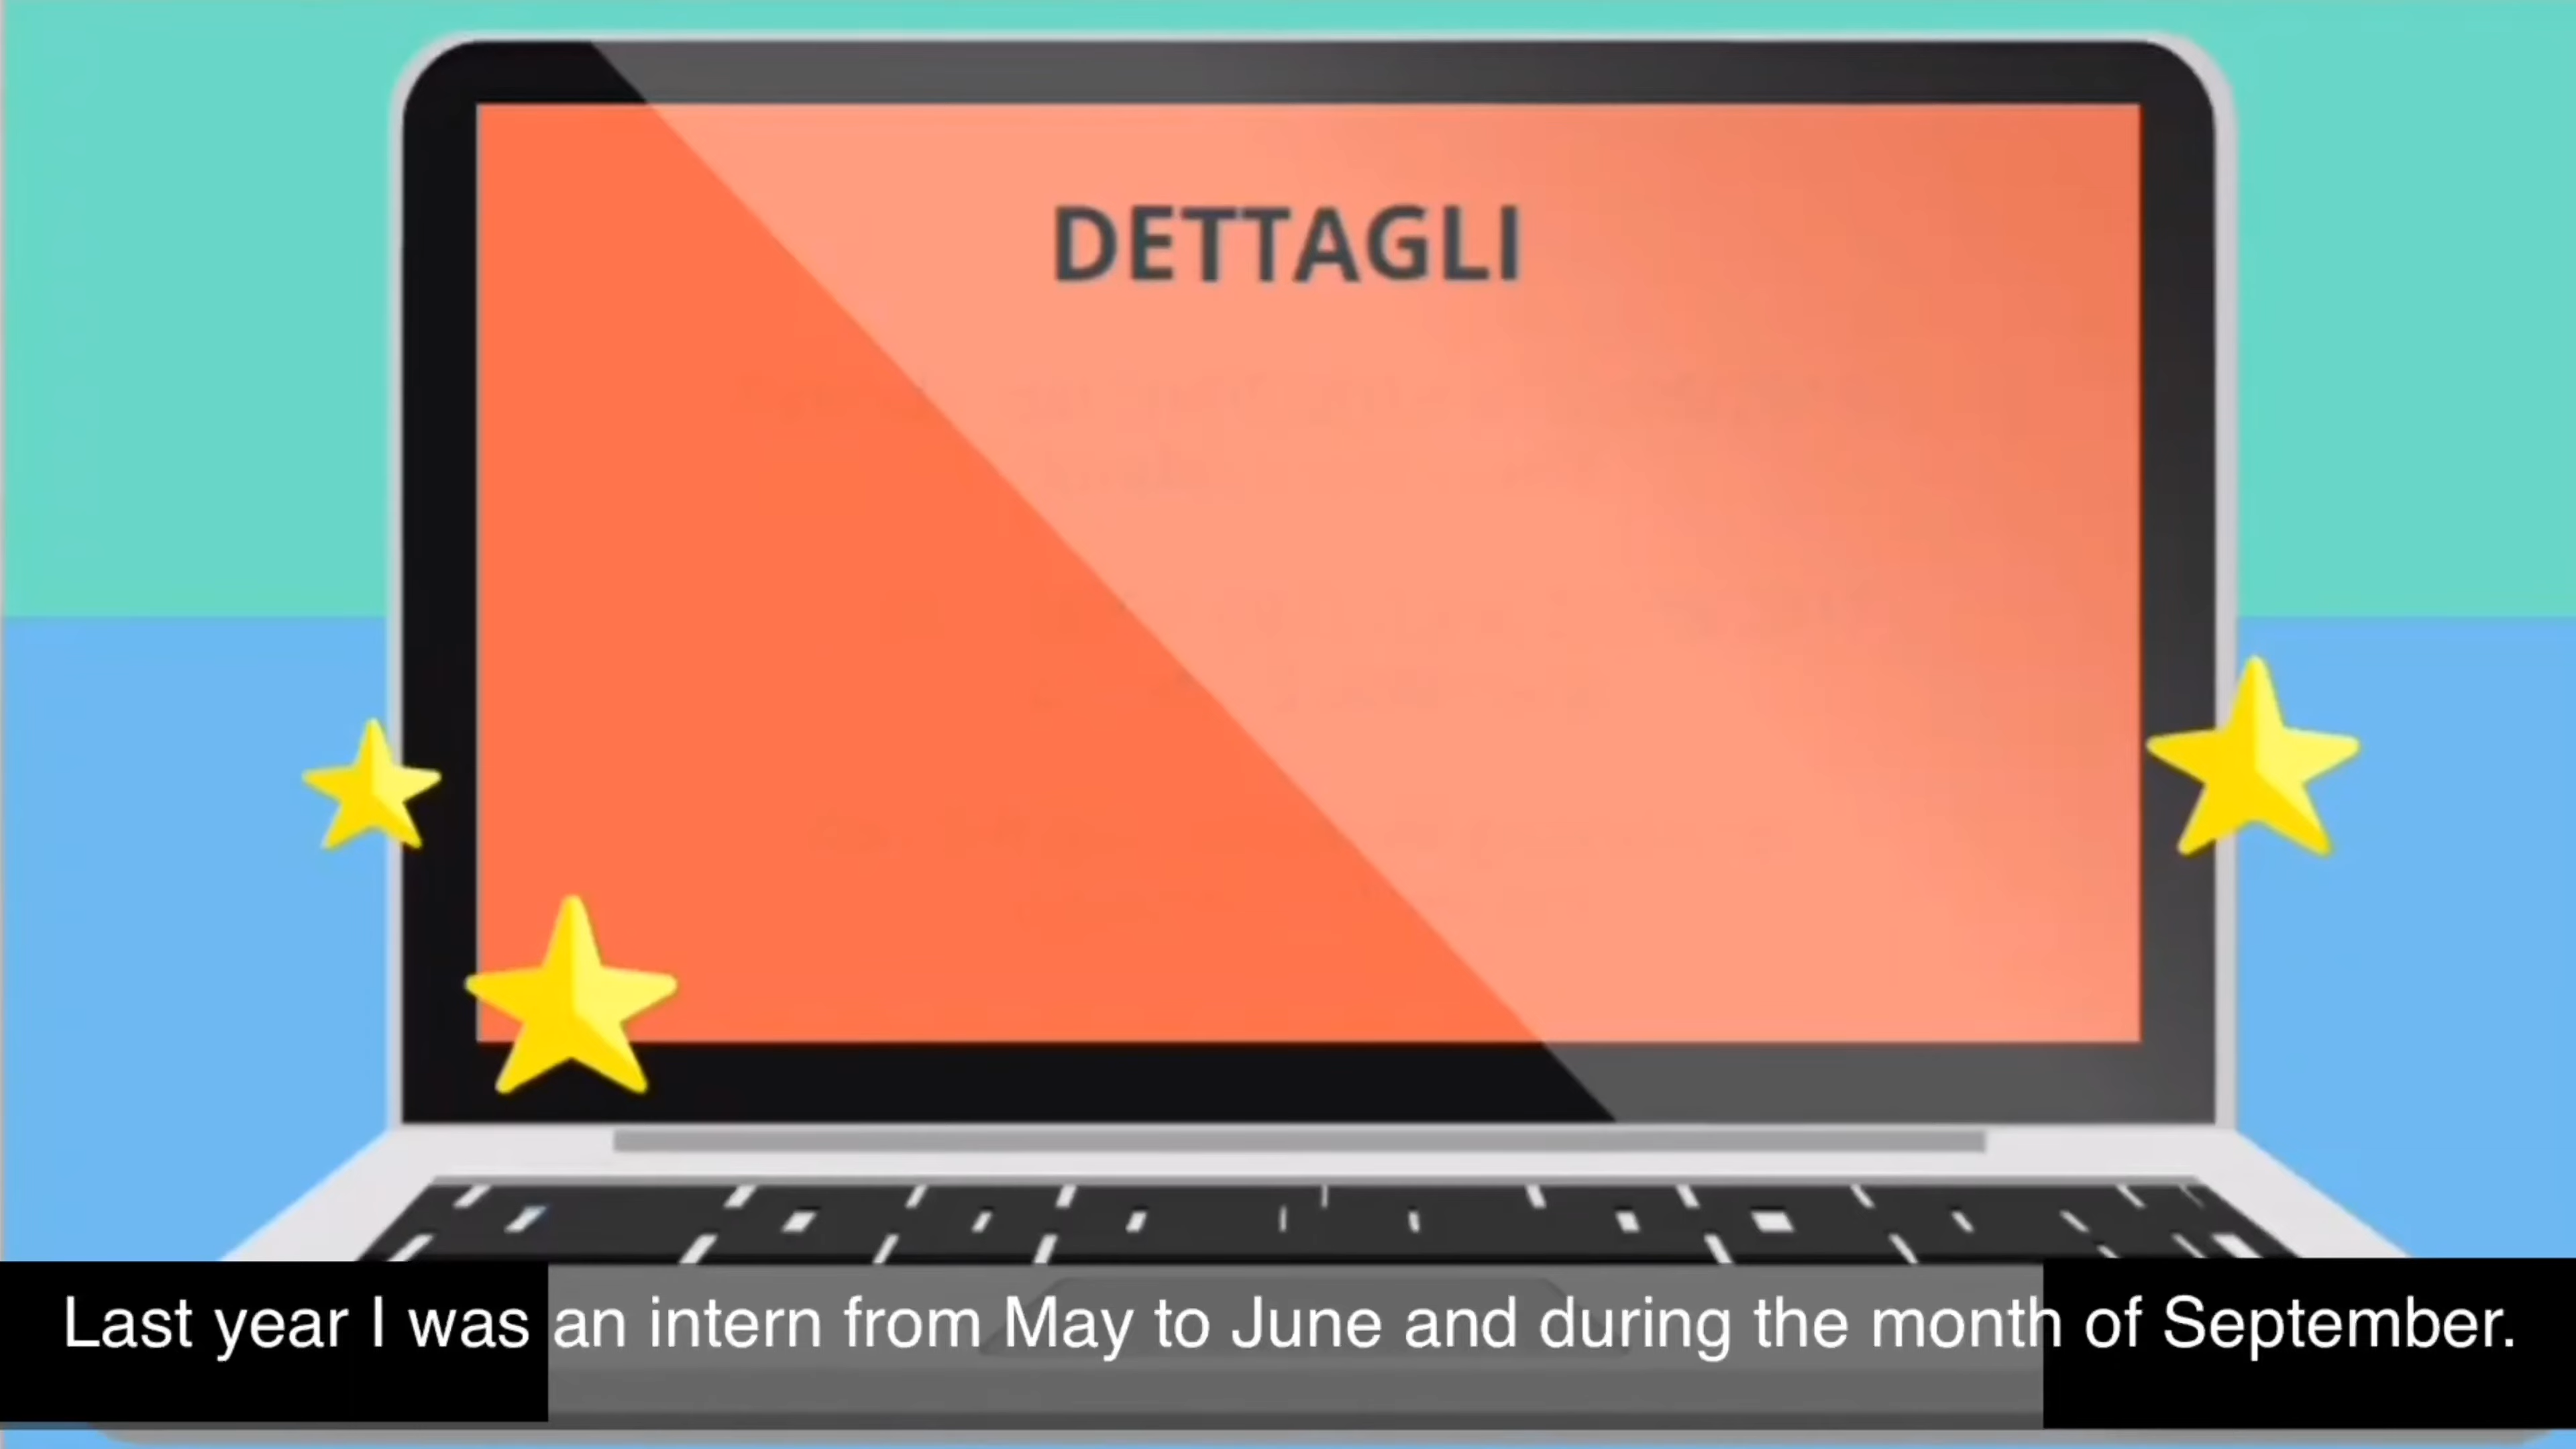 DETTAGLI
Last year I was an intern from May to June and during the month of September.